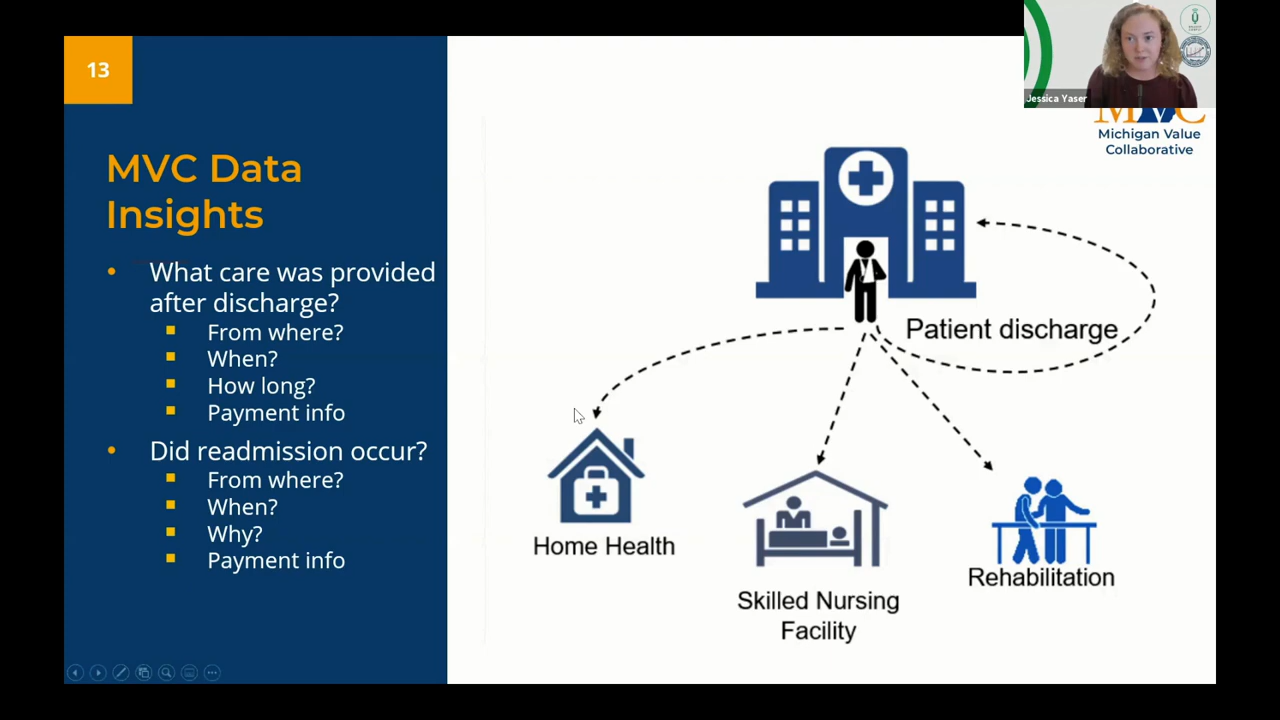 13
MVC Data
Insights
What care was provided
after discharge?
From where?
When?
How long?
Payment info
Did readmission occur?
From where?
When?
Why?
Payment info
Jessica Yaser
MVC
Michigan Value
Collaborative
Patient discharge
Home Health
Skilled Nursing
Facility
Rehabilitation